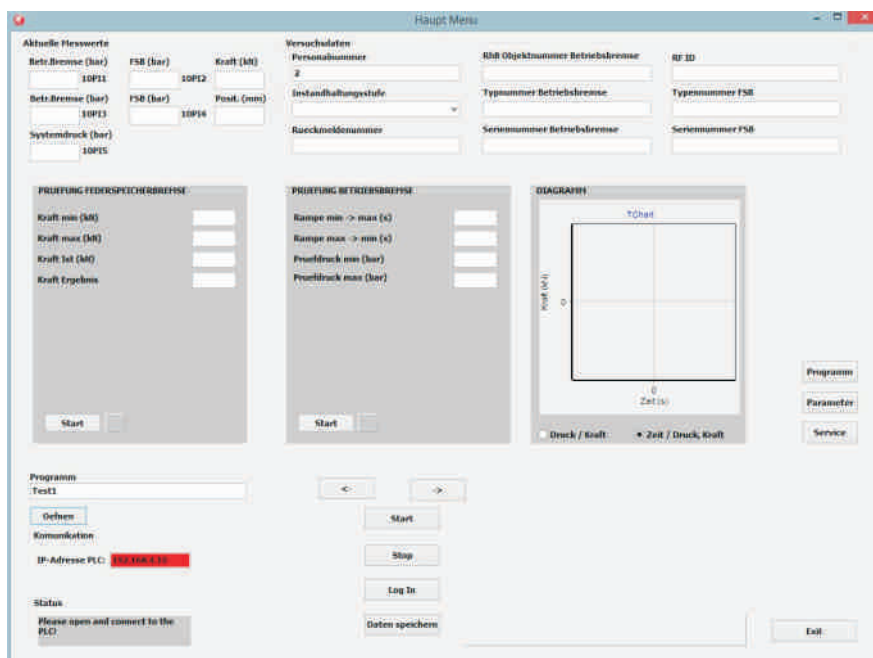 Haupt Menu
Aktuelle Messwerte
Betr.Bremse (bar) FSB (bar) Kraft (kN)
10PI1 10PI2
Betr.Bremse (bar) FSB (bar) Posit. (mm)
10PI3 10PI4
Systemdruck (bar)
10PI5
Versuchsdaten
Personalnummer
2
Instandhaltungsstufe
Rueckmeldenummer
RhB Objektnummer Betriebsbremse
Typnummer Betriebsbremse
Seriennummer Betriebsbremse
RF ID
Typennummer FSB
Seriennummer FSB
PRUEFUNG FEDERSPEICHERBREMSE
Kraft min (kN)
Kraft max (kN)
Kraft Ist (kN)
Kraft Ergebnis
Start
PRUEFUNG BETRIEBSBREMSE
Rampe min -> max (s)
Rampe max -> min (s)
Pruefdruck min (bar)
Pruefdruck max (bar)
Start
DIAGRAMM
TChart
Kraft (kN)
0
0
Zeit (s)
Druck / Kraft Zeit / Druck, Kraft
Programm
Parameter
Service
Programm
Test1
Oefnen
Komunikation
IP-Adresse PLC:
Status
Please open and connect to the
PLC!
<- ->
Start
Stop
Log In
Daten speichern
Exit